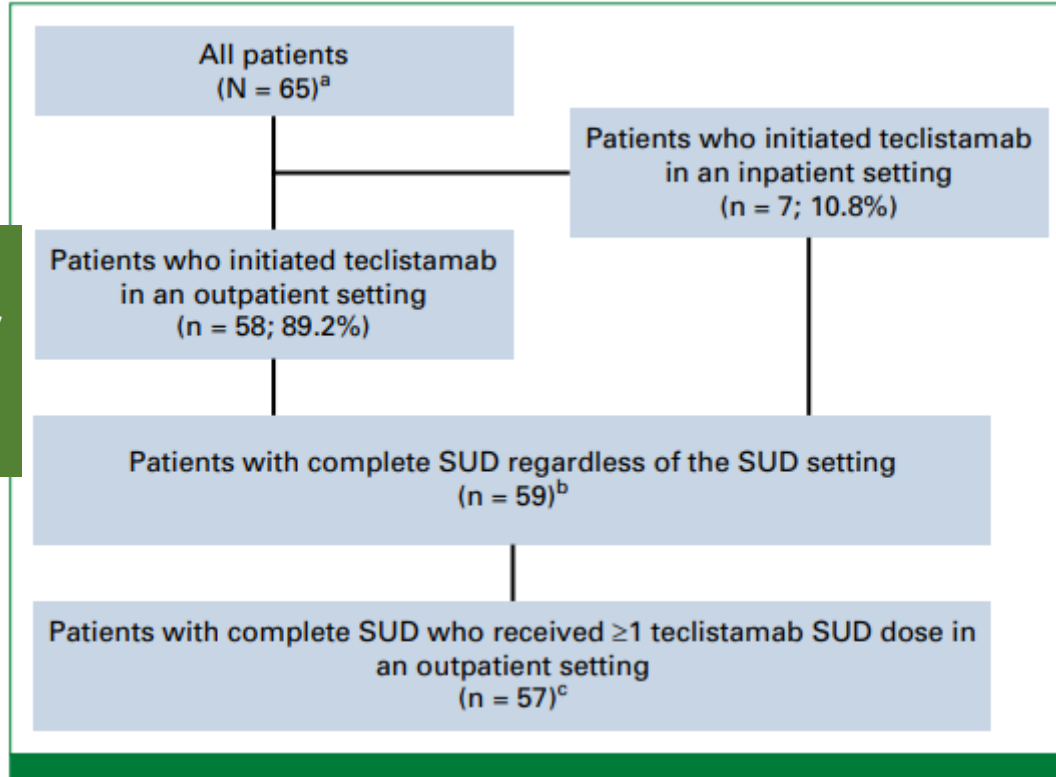 All patients
(N = 65)a
Patients who initiated teclistamab
in an inpatient setting
(n = 7; 10.8%)
Patients who initiated teclistamab
in an outpatient setting
(n = 58; 89.2%)
Patients with complete SUD regardless of the SUD setting
(n = 59)b
Patients with complete SUD who received ≥1 teclistamab SUD dose in
an outpatient setting
(n = 57)c